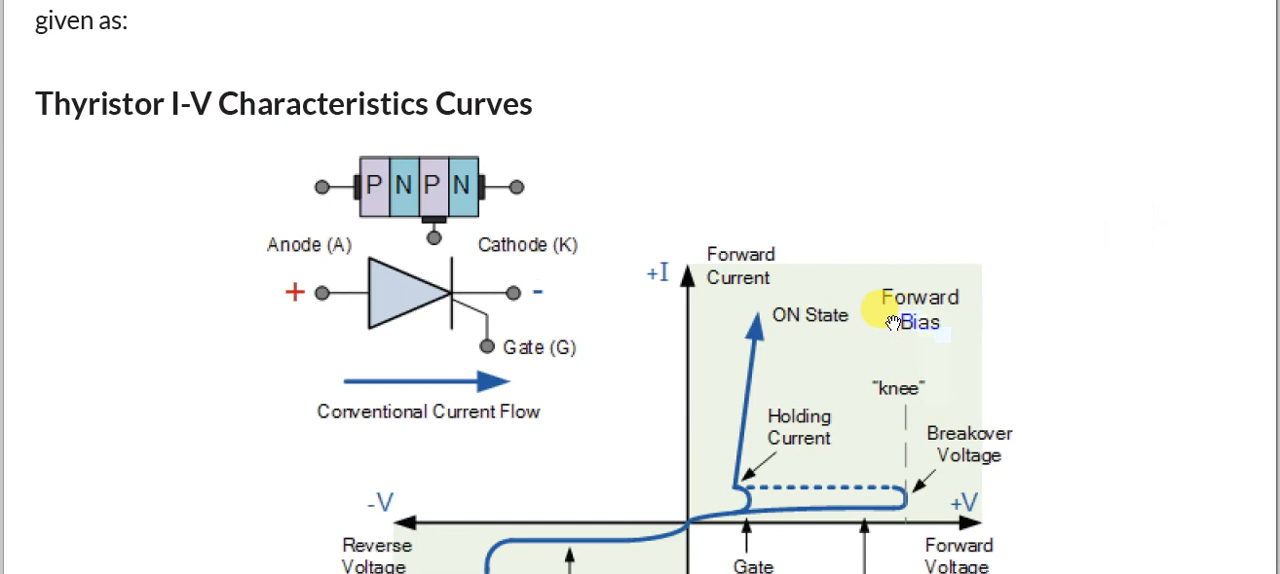 given as:
Thyristor I-V Characteristics Curves
P N P N
Anode (A)
Cathode (K)
+
-
Gate (G)
Conventional Current Flow
+I
Forward
Current
ON State
Forward
Bias
"knee"
Holding
Current
Breakover
Voltage
-V
+V
Reverse
Voltage
Gate
Forward
Voltage